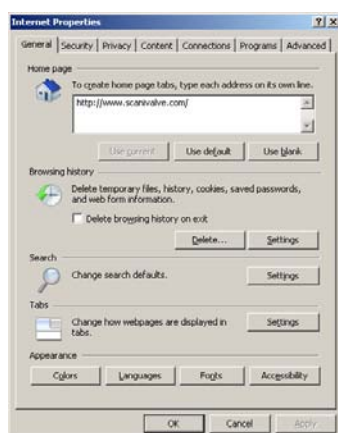 Internet Properties
General Security Privacy Content Connections Programs Advanced
Home page
To create home page tabs, type each address on its own line.
http://www.scanivalve.com/
Use current Use default Use blank
Browsing history
Delete temporary files, history, cookies, saved passwords,
and web form information.
Delete browsing history on exit
Delete... Settings
Search
Change search defaults.
Settings
Tabs
Change how webpages are displayed in
tabs.
Settings
Appearance
Colors Languages Fonts Accessibility
OK Cancel Apply